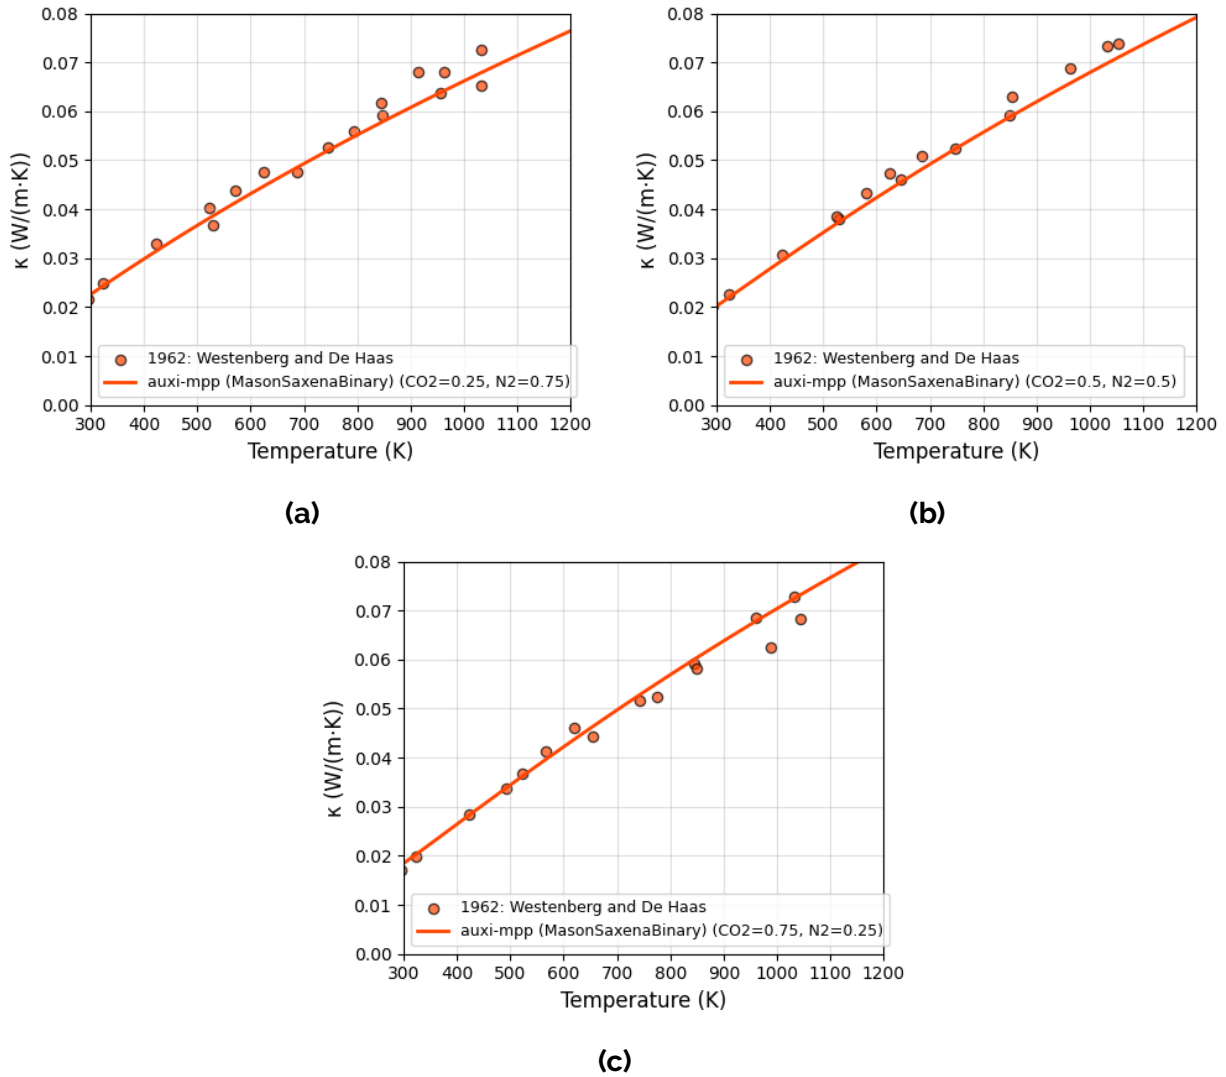 0.08
0.07
0.06
0.05
0.04
0.03
0.02
0.01
0.00
κ (W/(m·K))
1962: Westenberg and De Haas
auxi-mpp (MasonSaxenaBinary) (CO2=0.25, N2=0.75)
300 400 500 600 700 800 900 1000 1100 1200
Temperature (K)
(a)
0.08
0.07
0.06
0.05
0.04
0.03
0.02
0.01
0.00
κ (W/(m·K))
1962: Westenberg and De Haas
auxi-mpp (MasonSaxenaBinary) (CO2=0.5, N2=0.5)
300 400 500 600 700 800 900 1000 1100 1200
Temperature (K)
(b)
0.08
0.07
0.06
0.05
0.04
0.03
0.02
0.01
0.00
κ (W/(m·K))
1962: Westenberg and De Haas
auxi-mpp (MasonSaxenaBinary) (CO2=0.75, N2=0.25)
300 400 500 600 700 800 900 1000 1100 1200
Temperature (K)
(c)